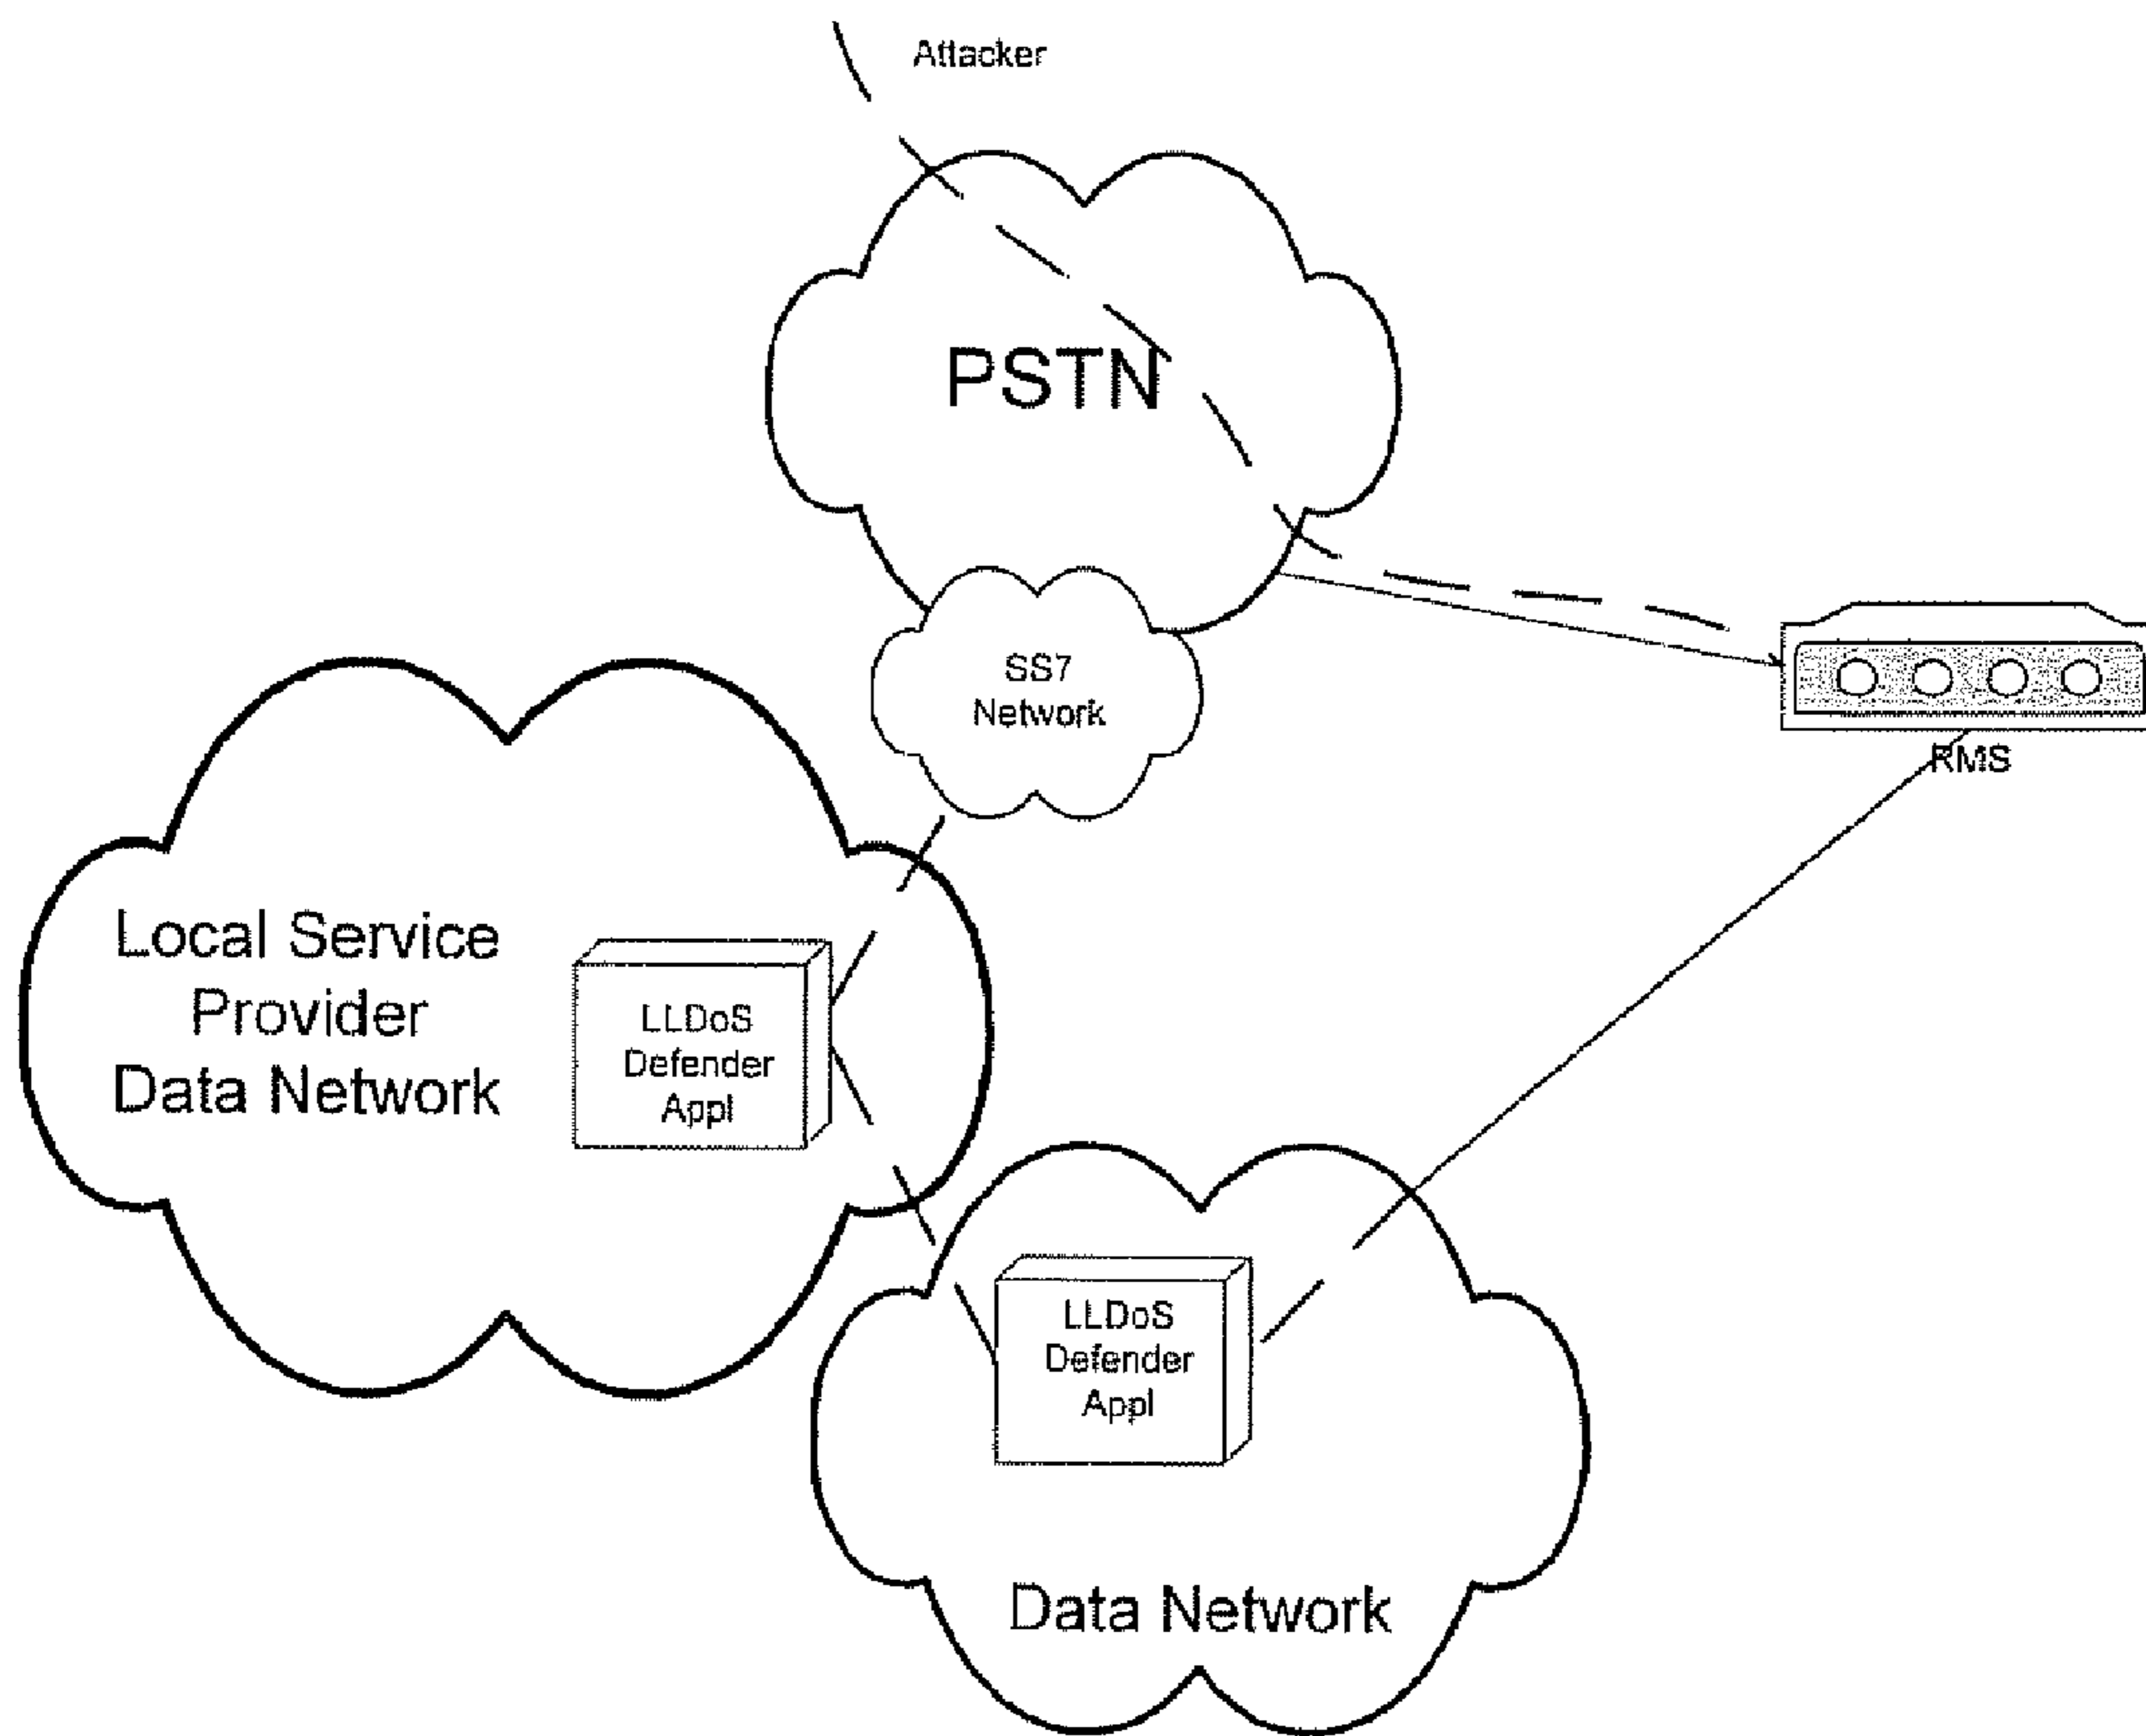 Attacker
PSTN
SS7
Network
RMS
Local Service
Provider
Data Network
LLDoS
Defender
Appl
LLDoS
Defender
Appl
Data Network